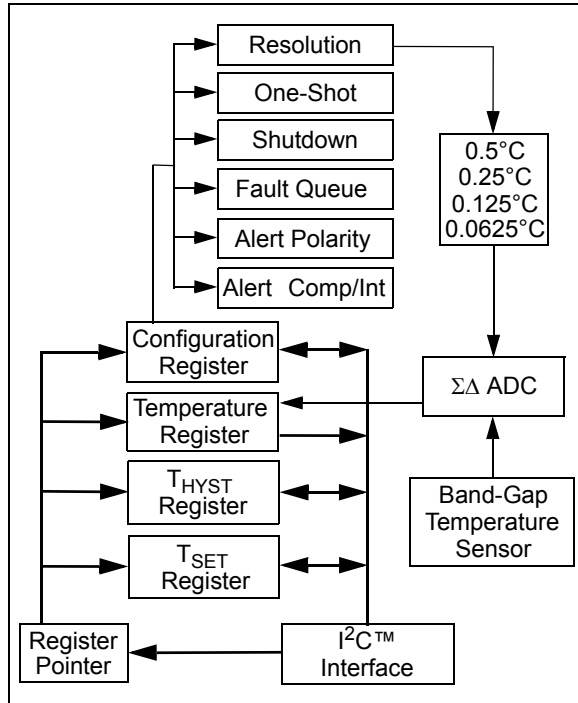 Resolution
One-Shot
Shutdown
Fault Queue
Alert Polarity
Alert Comp/Int
0.5°C
0.25°C
0.125°C
0.0625°C
Configuration
Register
Temperature
Register
THYST
Register
TSET
Register
ΣΔ ADC
Band-Gap
Temperature
Sensor
Register
Pointer
I²C™
Interface